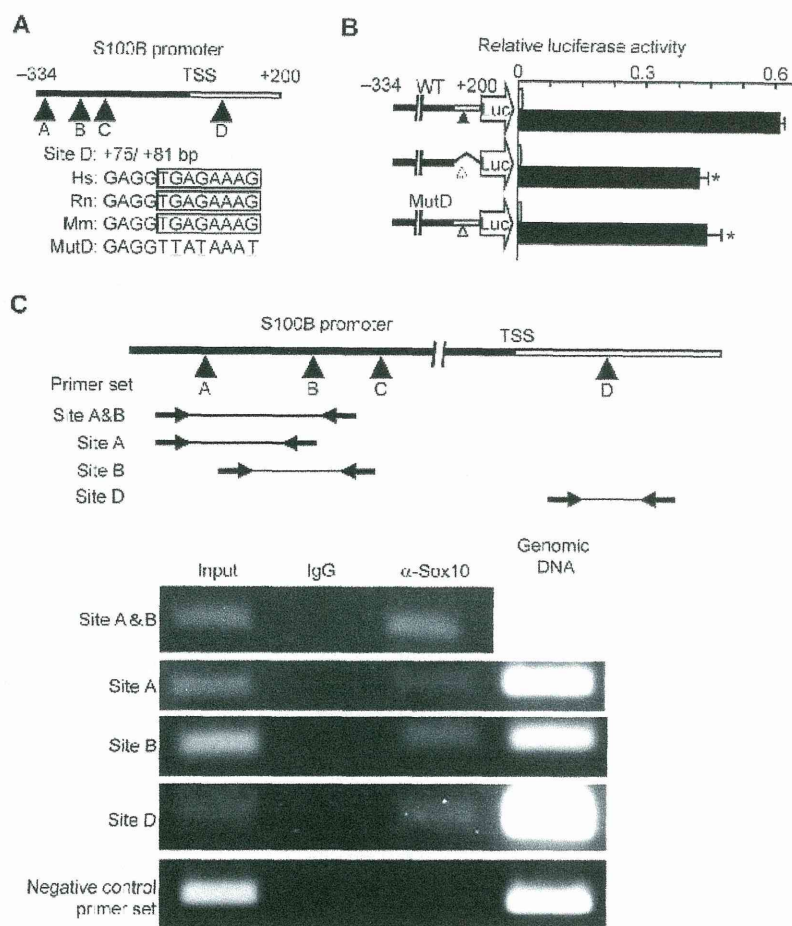 A
S100B promoter
–334 TSS +200
A B C D
Site D: +75/ +81 bp
Hs: GAGGTGAGAAAG
Rn: GAGGTGAGAAAG
Mm: GAGGTGAGAAAG
MutD: GAGGTTATAAAT
B
Relative luciferase activity
–334 WT +200 0 0.3 0.6
Luc
*
MutD
Luc
*
C
S100B promoter
TSS
A B C D
Primer set
Site A&B
Site A
Site B
Site D
Input IgG α-Sox10 Genomic DNA
Site A&B
Site A
Site B
Site D
Negative control
primer set